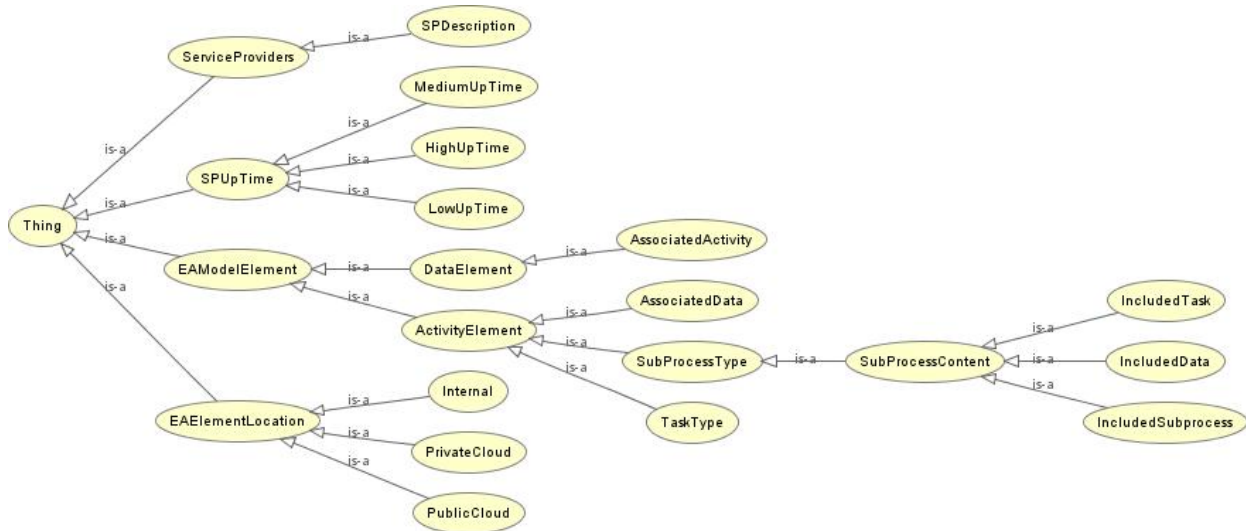 SPDescription
is-a
ServiceProviders
MediumUpTime
is-a
is-a
HighUpTime
is-a
SPUpTime
is-a
is-a
LowUpTime
Thing
is-a
AssociatedActivity
is-a
EAModelElement
is-a
DataElement
is-a
AssociatedData
is-a
ActivityElement
is-a
SubProcessType
is-a
SubProcessContent
is-a
IncludedTask
is-a
IncludedData
is-a
IncludedSubprocess
is-a
TaskType
is-a
Internal
is-a
EAElementLocation
is-a
PrivateCloud
is-a
PublicCloud